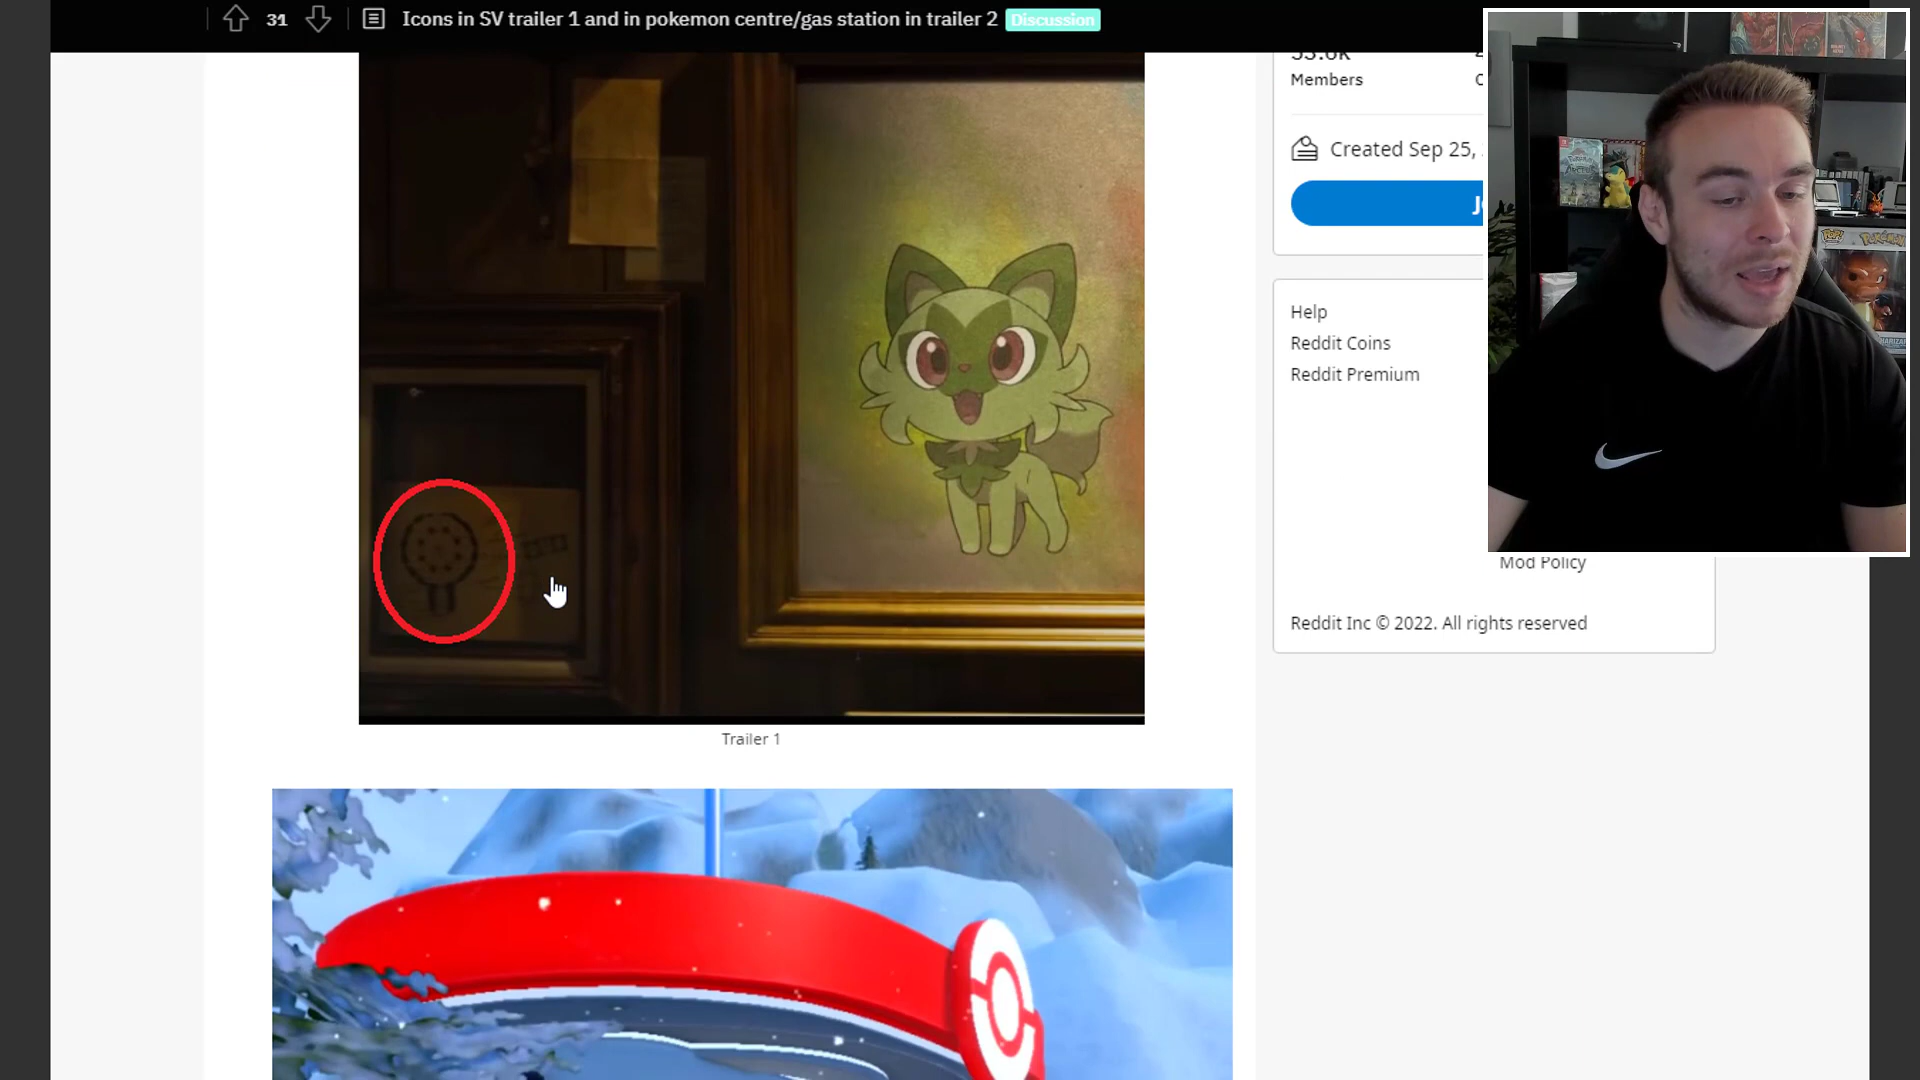 31
Icons in SV trailer 1 and in pokemon centre/gas station in trailer 2 Discussion
Members
Created Sep 25,
Help
Reddit Coins
Reddit Premium
Mod Policy
Reddit Inc © 2022. All rights reserved
Trailer 1
POP!